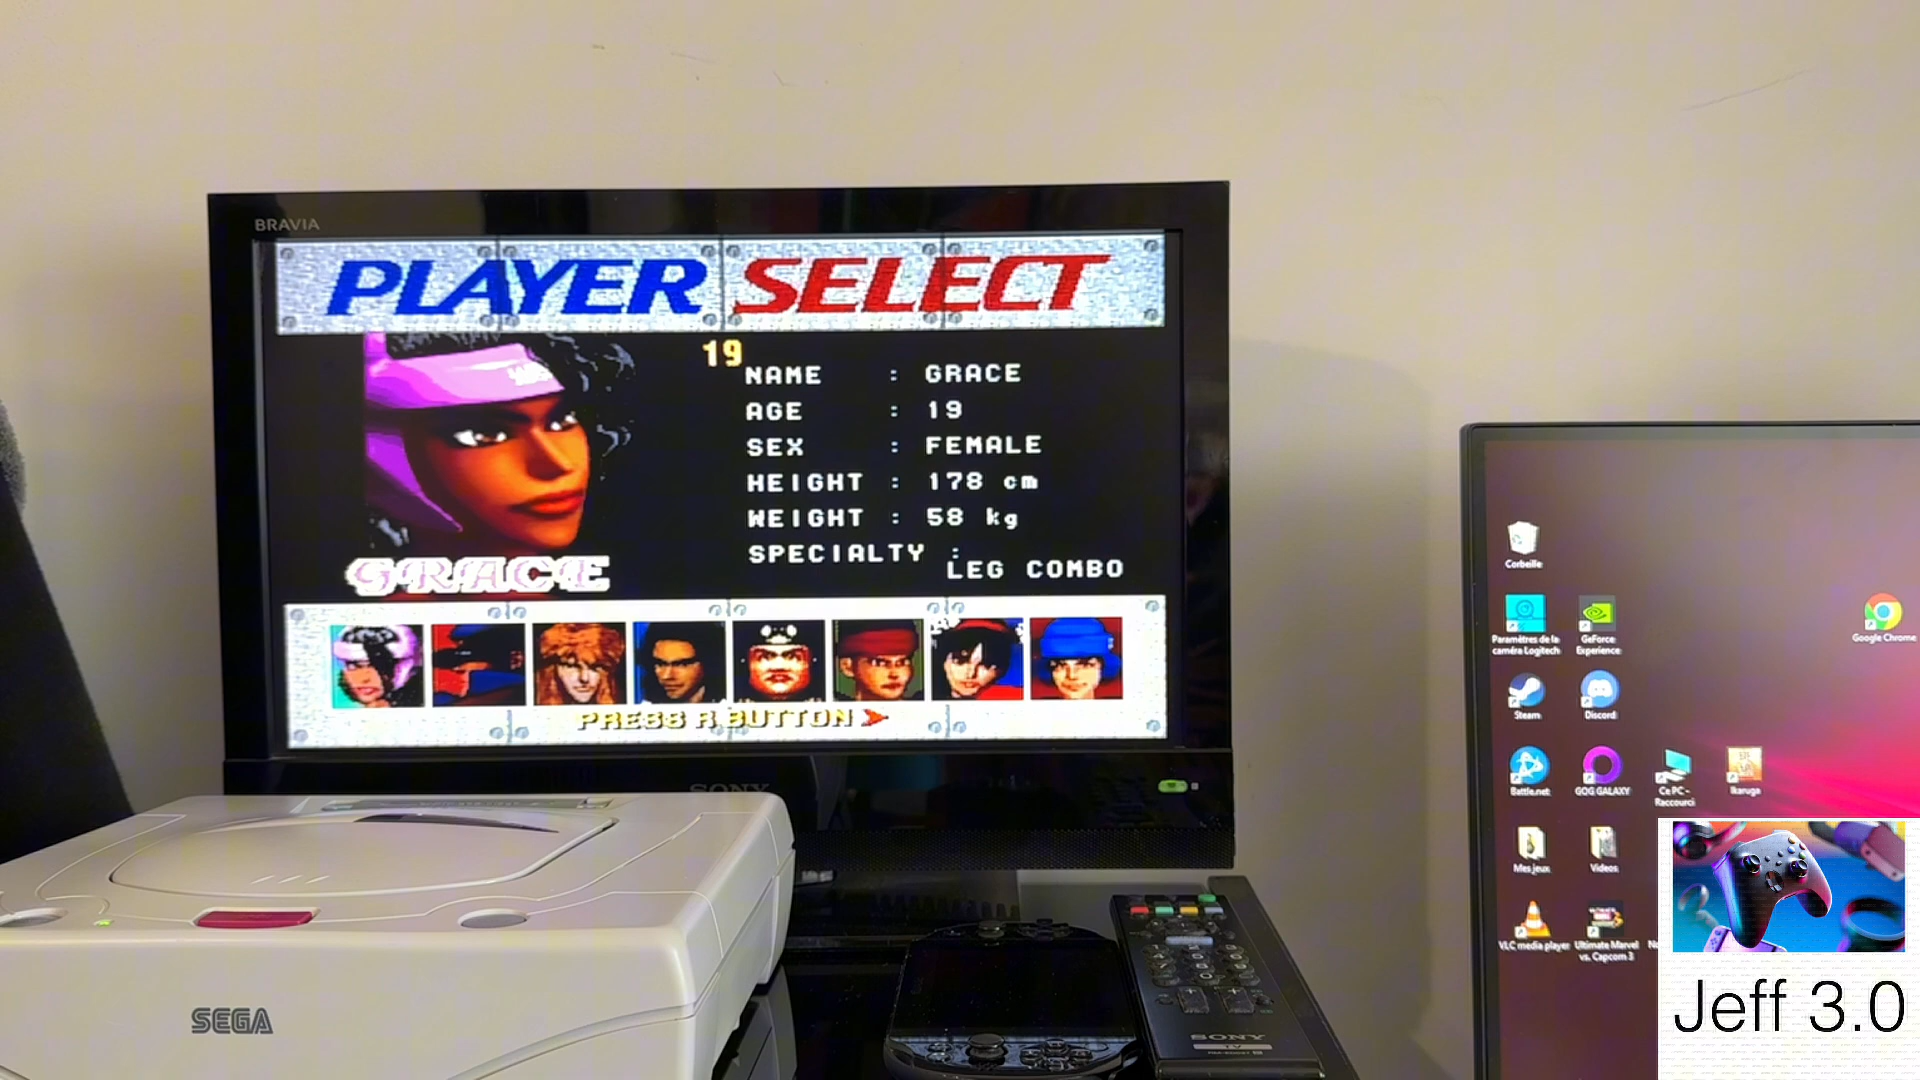 BRAVIA
PLAYER SELECT
19
NAME : GRACE
AGE : 19
SEX : FEMALE
HEIGHT : 178 cm
WEIGHT : 58 kg
SPECIALTY :
LEG COMBO
GRACE
PRESS R BUTTON
SONY
SEGA
SONY
TV
Corbeille
Paramètres de la
caméra Logitech
GeForce
Experience
Google Chrome
Steam
Discord
Battle.net
GOG GALAXY
Ce PC -
Raccourci
Ikaruga
Mes jeux
Videos
VLC media player
Ultimate Marvel
vs. Capcom 3
Jeff 3.0